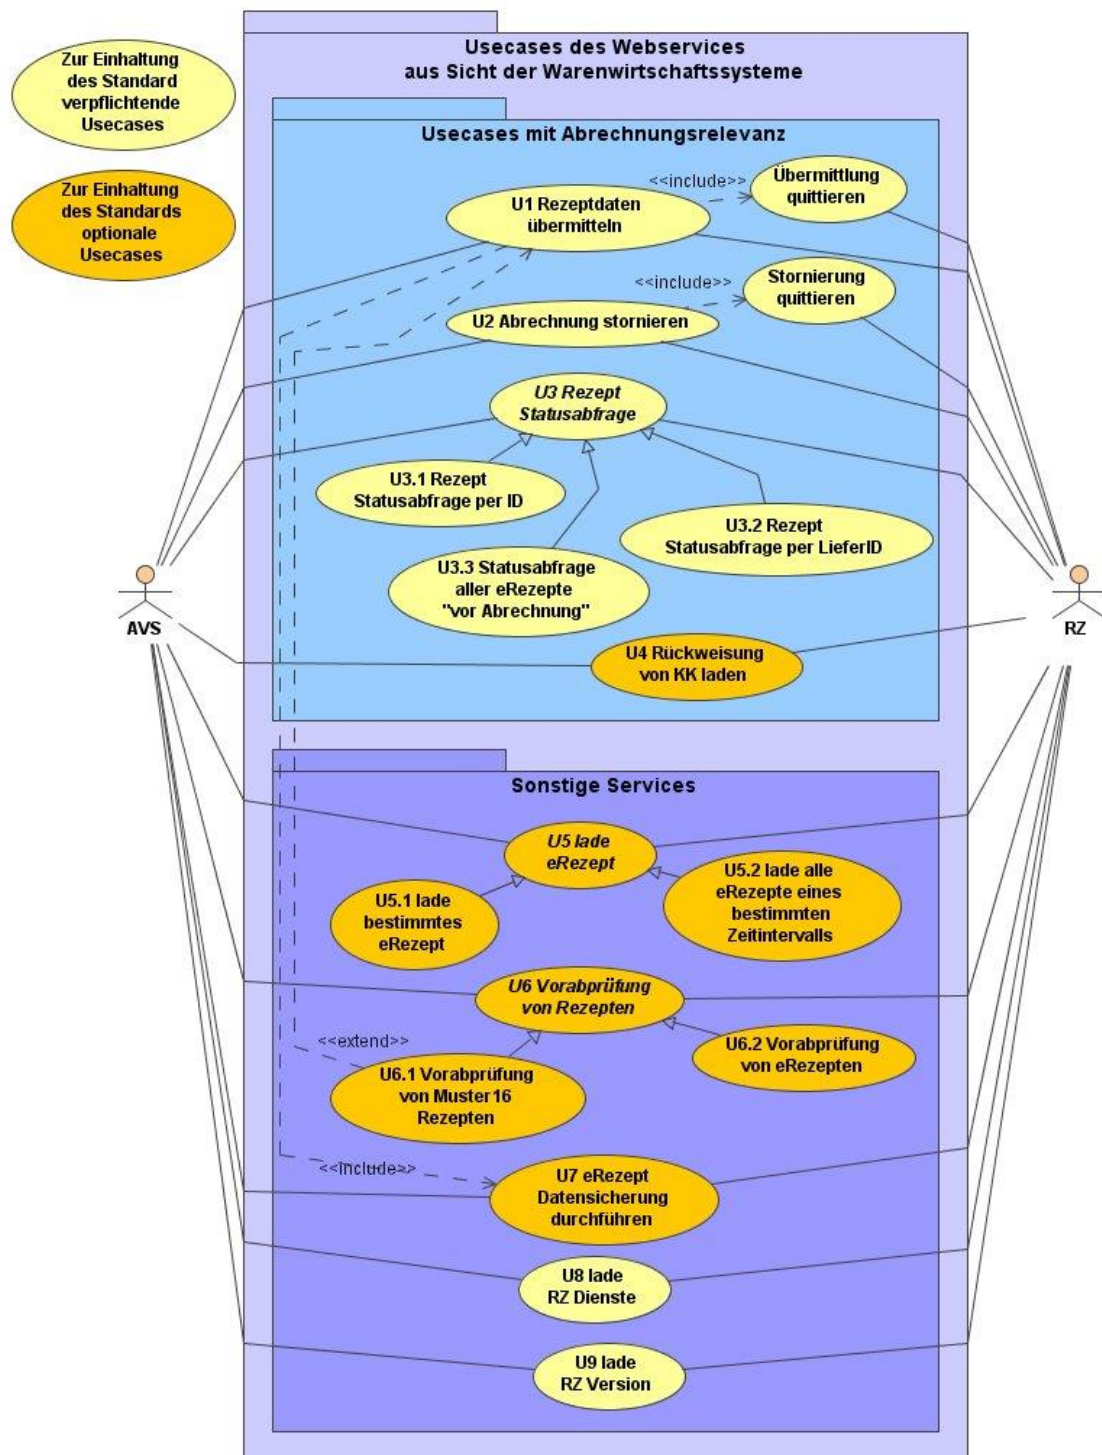 Usecases des Webservices
aus Sicht der Warenwirtschaftssysteme
Zur Einhaltung
des Standard
verpflichtende
Usecases
Zur Einhaltung
des Standards
optionale
Usecases
Usecases mit Abrechnungsrelevanz
<<include>>
Übermittlung
quittieren
U1 Rezeptdaten
übermitteln
<<include>>
Stornierung
quittieren
U2 Abrechnung stornieren
U3 Rezept
Statusabfrage
U3.1 Rezept
Statusabfrage per ID
U3.2 Rezept
Statusabfrage per LieferID
U3.3 Statusabfrage
aller eRezepte
"vor Abrechnung"
AVS
RZ
U4 Rückweisung
von KK laden
Sonstige Services
U5 lade
eRezept
U5.1 lade
bestimmtes
eRezept
U5.2 lade alle
eRezepte eines
bestimmten
Zeitintervalls
U6 Vorabprüfung
von Rezepten
<<extend>>
U6.1 Vorabprüfung
von Muster16
Rezepten
U6.2 Vorabprüfung
von eRezepten
<<include>>
U7 eRezept
Datensicherung
durchführen
U8 lade
RZ Dienste
U9 lade
RZ Version